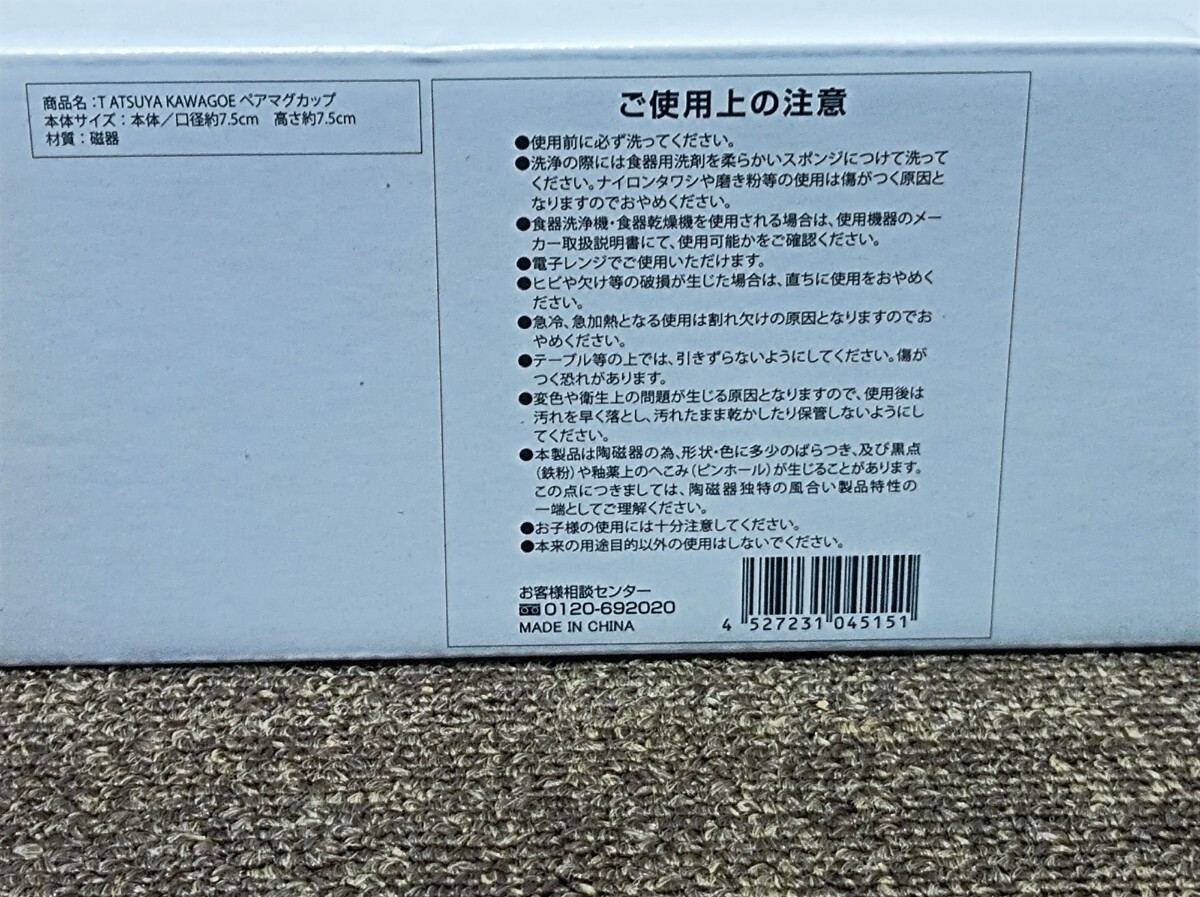 商品名:T ATSUYA KAWAGOE ペアマグカップ
本体サイズ:本体/口径約7.5cm 高さ約7.5cm
材質:磁器
ご使用上の注意
●使用前に必ず洗ってください。
●洗浄の際には食器用洗剤を柔らかいスポンジにつけて洗って
ください。ナイロンタワシや磨き粉等の使用は傷がつく原因と
なりますのでおやめください。
●食器洗浄機・食器乾燥機を使用される場合は、使用機器のメー
カー取扱説明書にて、使用可能かをご確認ください。
●電子レンジでご使用いただけます。
●ヒビや欠け等の破損が生じた場合は、直ちに使用をおやめく
ださい。
●急冷、急加熱となる使用は割れ欠けの原因となりますのでお
やめください。
●テーブル等の上では、引きずらないようにしてください。傷が
つく恐れがあります。
●変色や衛生上の問題が生じる原因となりますので、使用後は
汚れを早く落とし、汚れたまま乾かしたり保管しないようにし
てください。
●本製品は陶磁器の為、形状・色に多少のばらつき、及び黒点
(鉄粉)や釉薬上のへこみ(ピンホール)が生じることがあります。
この点につきましては、陶磁器独特の風合い製品特性の
一端としてご理解ください。
●お子様の使用には十分注意してください。
●本来の用途目的以外の使用はしないでください。
お客様相談センター
0120-692020
MADE IN CHINA
4 527231 045151